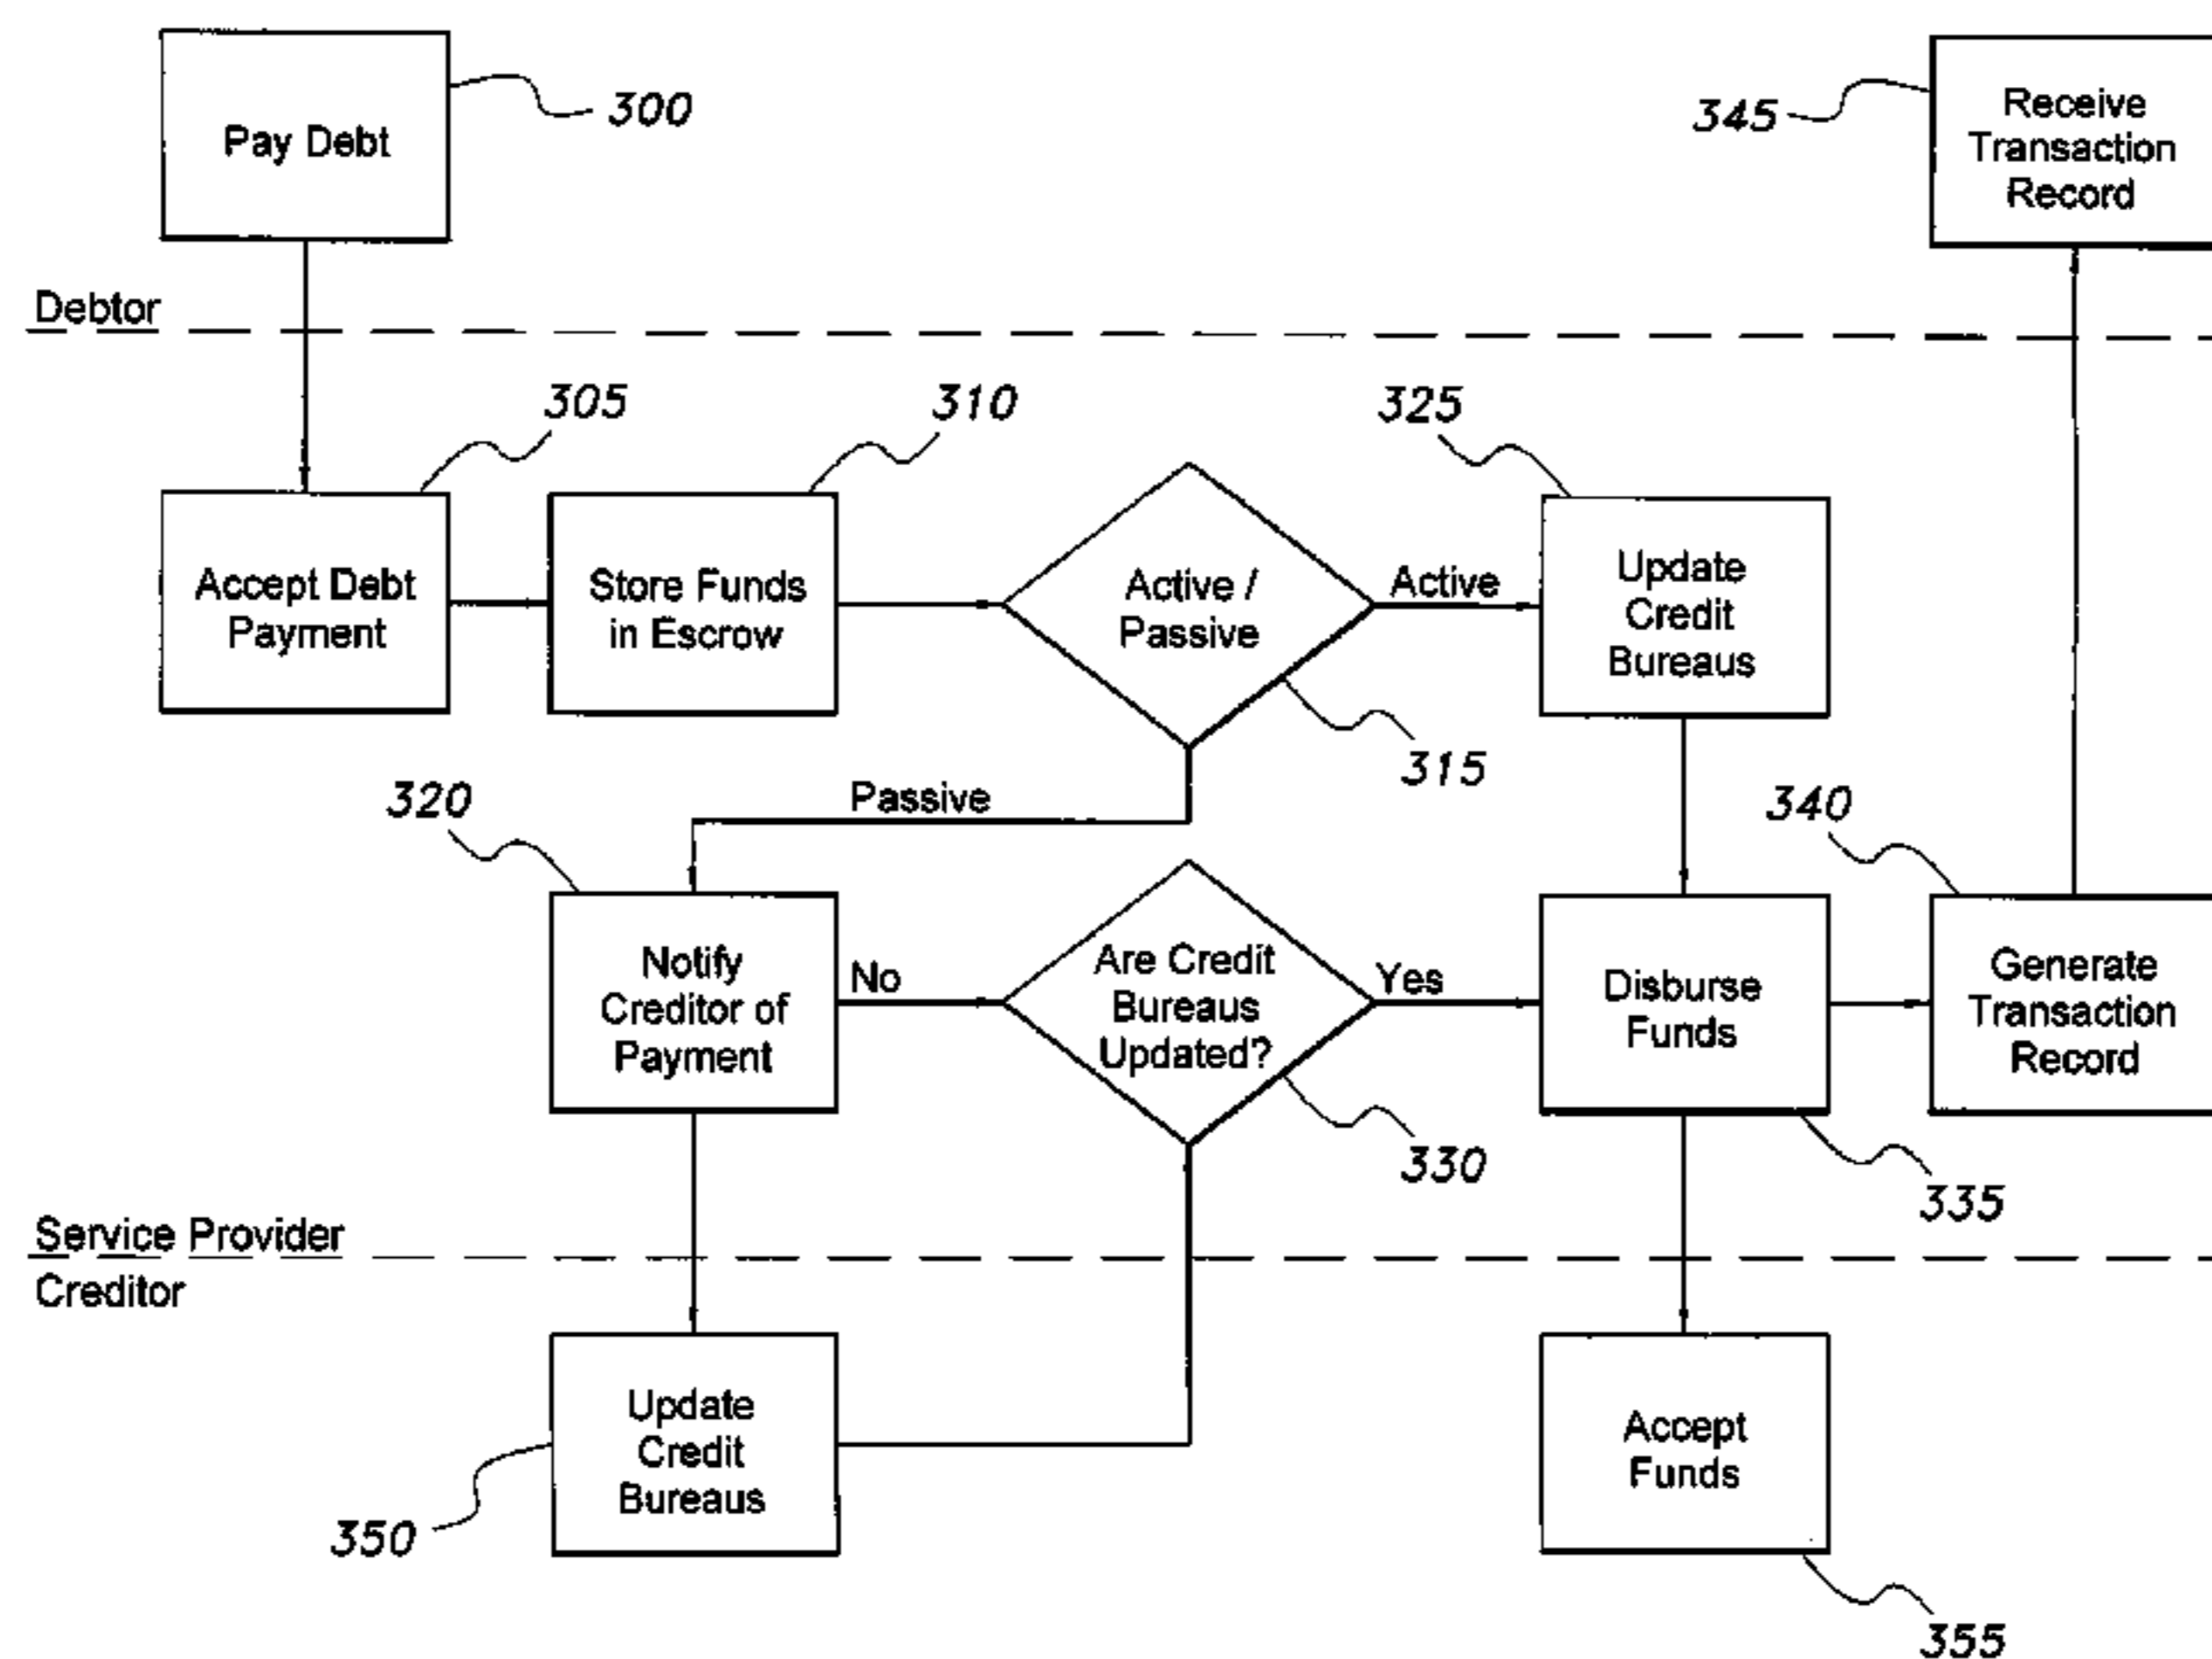 Pay Debt
300
345
Receive
Transaction
Record
Debtor
305
310
325
Accept Debt
Payment
Store Funds
in Escrow
Active /
Passive
Active
Update
Credit
Bureaus
315
Passive
320
340
Notify
Creditor of
Payment
No
Are Credit
Bureaus
Updated?
Yes
Disburse
Funds
Generate
Transaction
Record
330
335
Service Provider
Creditor
Update
Credit
Bureaus
350
Accept
Funds
355